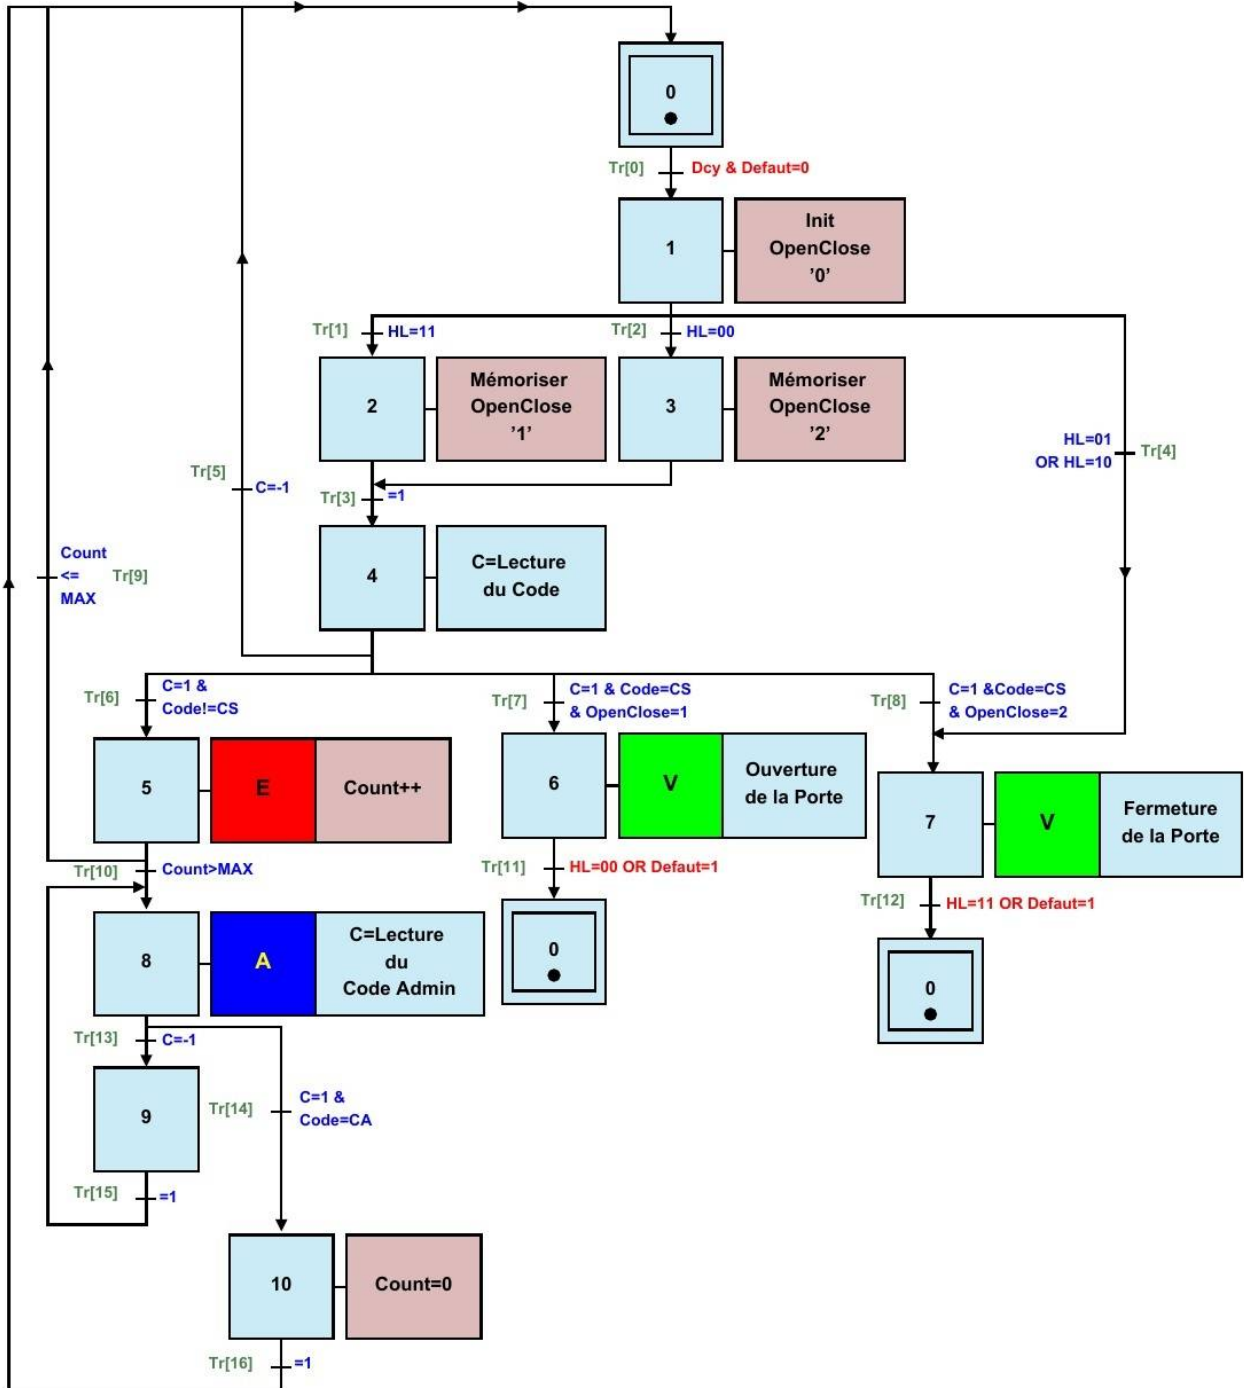 0
Tr[0]
Dcy & Defaut=0
1
Init
OpenClose
'0'
Tr[1]
HL=11
Tr[2]
HL=00
2
Mémoriser
OpenClose
'1'
3
Mémoriser
OpenClose
'2'
HL=01
OR HL=10
Tr[4]
Tr[5]
C=-1
Tr[3]
=1
Count
<=
MAX
Tr[9]
4
C=Lecture
du Code
Tr[6]
C=1 &
Code!=CS
Tr[7]
C=1 & Code=CS
& OpenClose=1
Tr[8]
C=1 &Code=CS
& OpenClose=2
5
E
Count++
6
V
Ouverture
de la Porte
7
V
Fermeture
de la Porte
Tr[10]
Count>MAX
Tr[11]
HL=00 OR Defaut=1
Tr[12]
HL=11 OR Defaut=1
8
A
C=Lecture
du
Code Admin
0
0
Tr[13]
C=-1
9
Tr[14]
C=1 &
Code=CA
Tr[15]
=1
10
Count=0
Tr[16]
=1